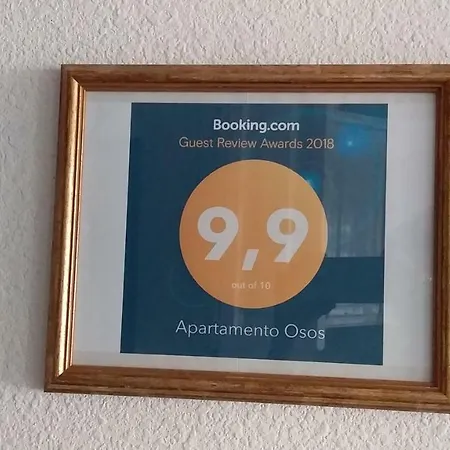 Booking.com
Guest Review Awards 2018
9,9
out of 10
Apartamento Osos